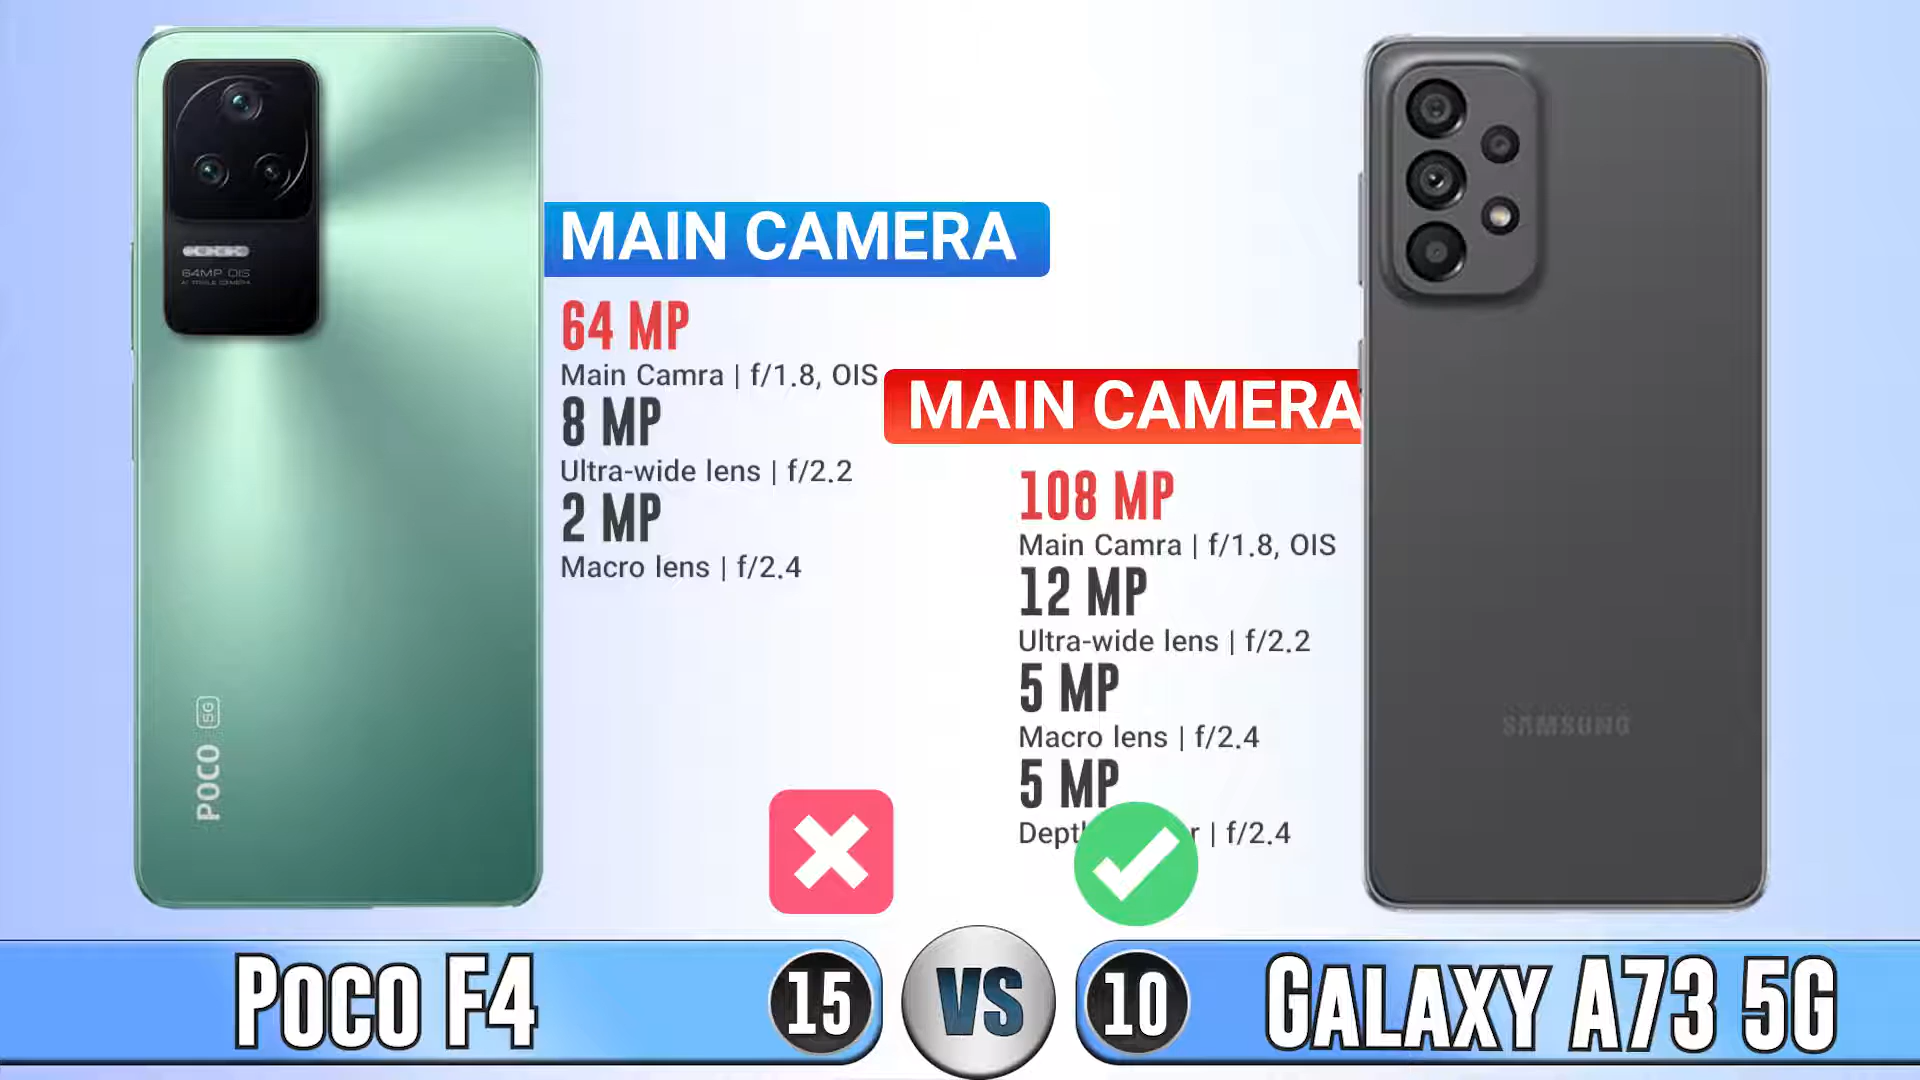 64MP OIS
AI TRIPLE CAMERA
POCO 5G
MAIN CAMERA
64 MP
Main Camra | f/1.8, OIS
8 MP
Ultra-wide lens | f/2.2
2 MP
Macro lens | f/2.4
MAIN CAMERA
108 MP
Main Camra | f/1.8, OIS
12 MP
Ultra-wide lens | f/2.2
5 MP
Macro lens | f/2.4
5 MP
| f/2.4
SAMSUNG
POCO F4
15
VS
10
GALAXY A73 5G